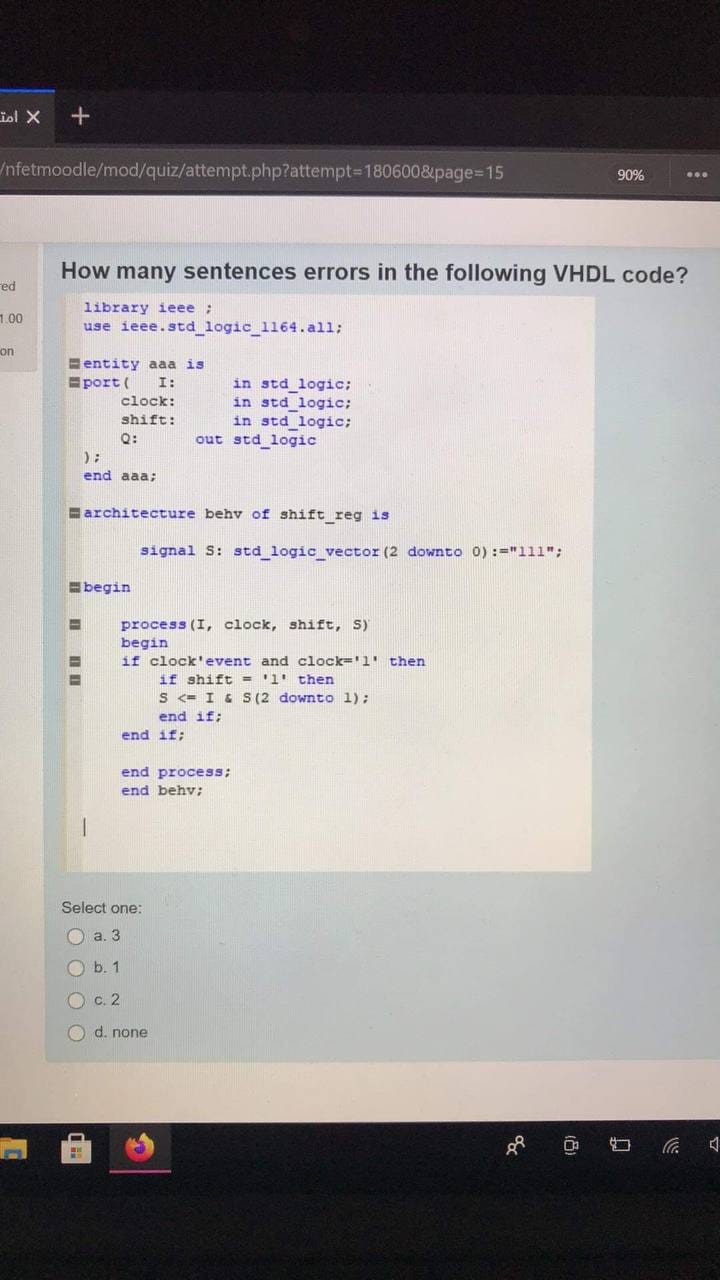 /nfetmoodle/mod/quiz/attempt.php?attempt=180600&page=15
90%
1.00
How many sentences errors in the following VHDL code?
library ieee ;
use ieee.std_logic_1164.all;
entity aaa is
port( I: in std_logic;
clock: in std_logic;
shift: in std_logic;
Q: out std_logic
);
end aaa;
architecture behv of shift_reg is
signal S: std_logic_vector(2 downto 0):="111";
begin
process(I, clock, shift, S)
begin
if clock'event and clock='1' then
if shift = '1' then
S <= I & S(2 downto 1);
end if;
end if;
end process;
end behv;
Select one:
a. 3
b. 1
c. 2
d. none